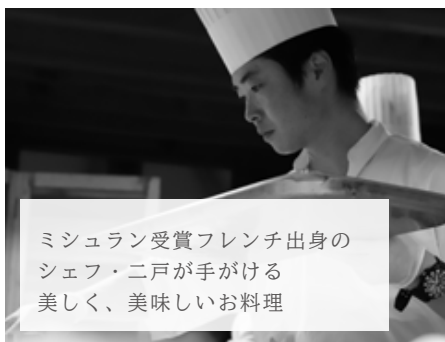 ミシュラン受賞フレンチ出身の
シェフ・二戸が手がける
美しく、美味しいお料理